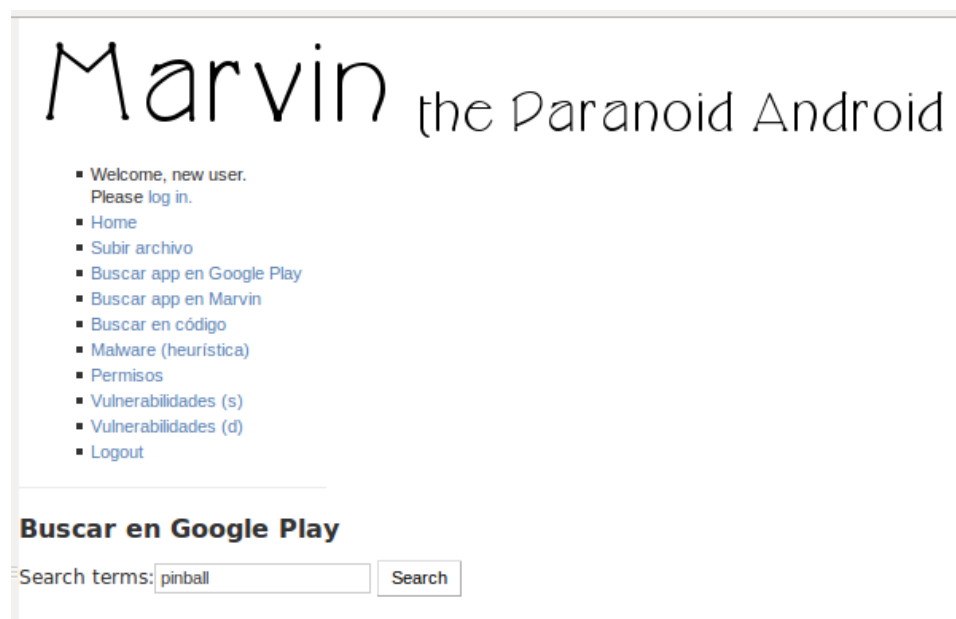 Marvin the Paranoid Android
Welcome, new user.
Please log in.
Home
Subir archivo
Buscar app en Google Play
Buscar app en Marvin
Buscar en código
Malware (heurística)
Permisos
Vulnerabilidades (s)
Vulnerabilidades (d)
Logout
Buscar en Google Play
Search terms: pinball Search